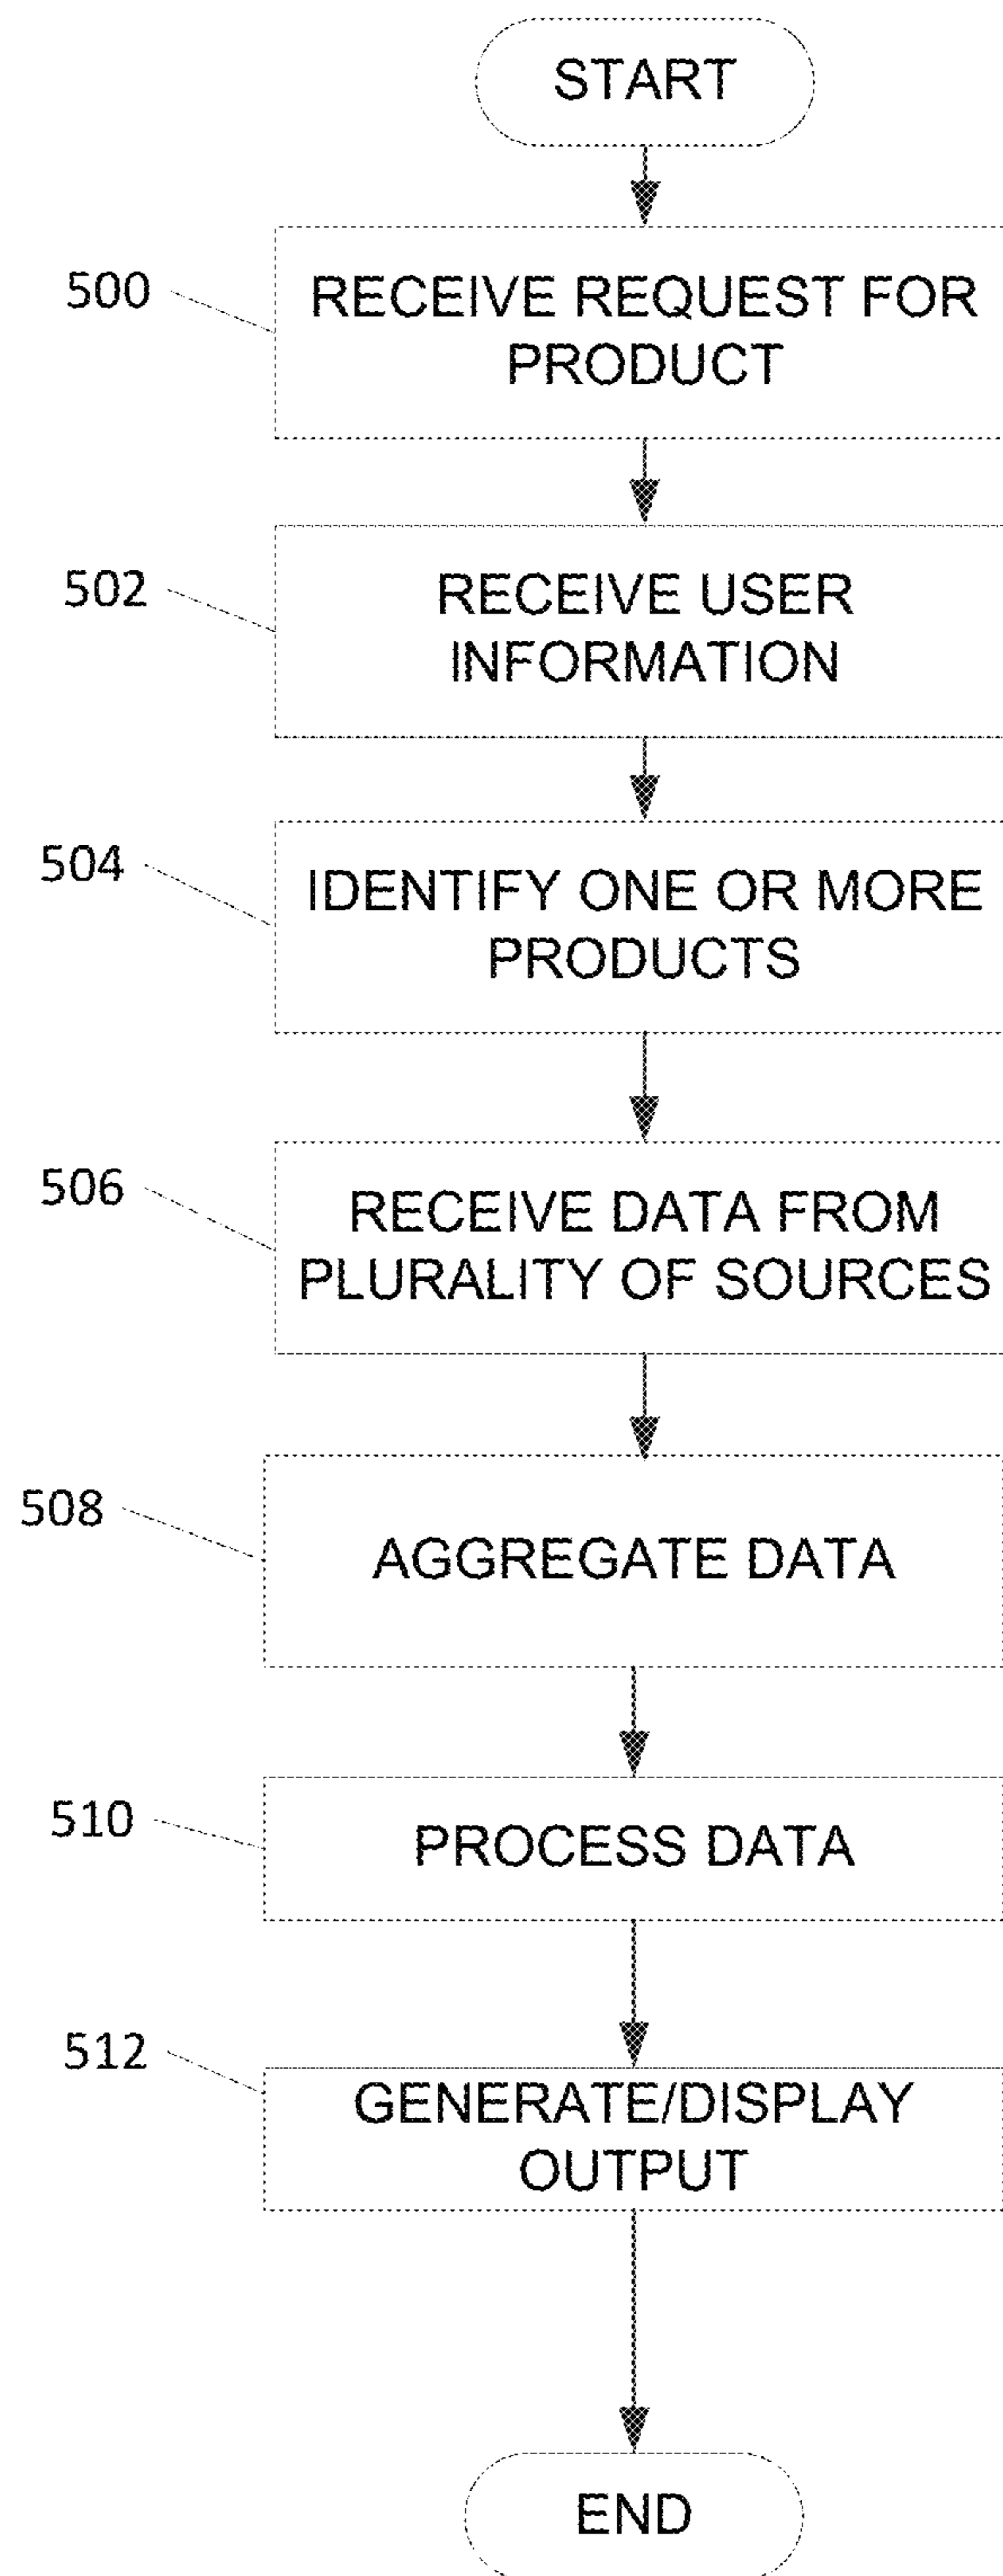 START
500
RECEIVE REQUEST FOR
PRODUCT
502
RECEIVE USER
INFORMATION
504
IDENTIFY ONE OR MORE
PRODUCTS
506
RECEIVE DATA FROM
PLURALITY OF SOURCES
508
AGGREGATE DATA
510
PROCESS DATA
512
GENERATE/DISPLAY
OUTPUT
END